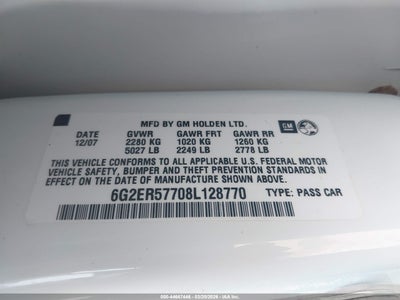 MFD BY GM HOLDEN LTD.
DATE GVWR GAWR FRT GAWR RR
12/07 2280 KG 1020 KG 1260 KG
5027 LB 2249 LB 2778 LB
THIS VEHICLE CONFORMS TO ALL APPLICABLE U.S. FEDERAL MOTOR
VEHICLE SAFETY, BUMPER AND THEFT PREVENTION STANDARDS IN
EFFECT ON THE DATE OF MANUFACTURE SHOWN ABOVE.
6G2ER57708L128770 TYPE: PASS CAR
GM